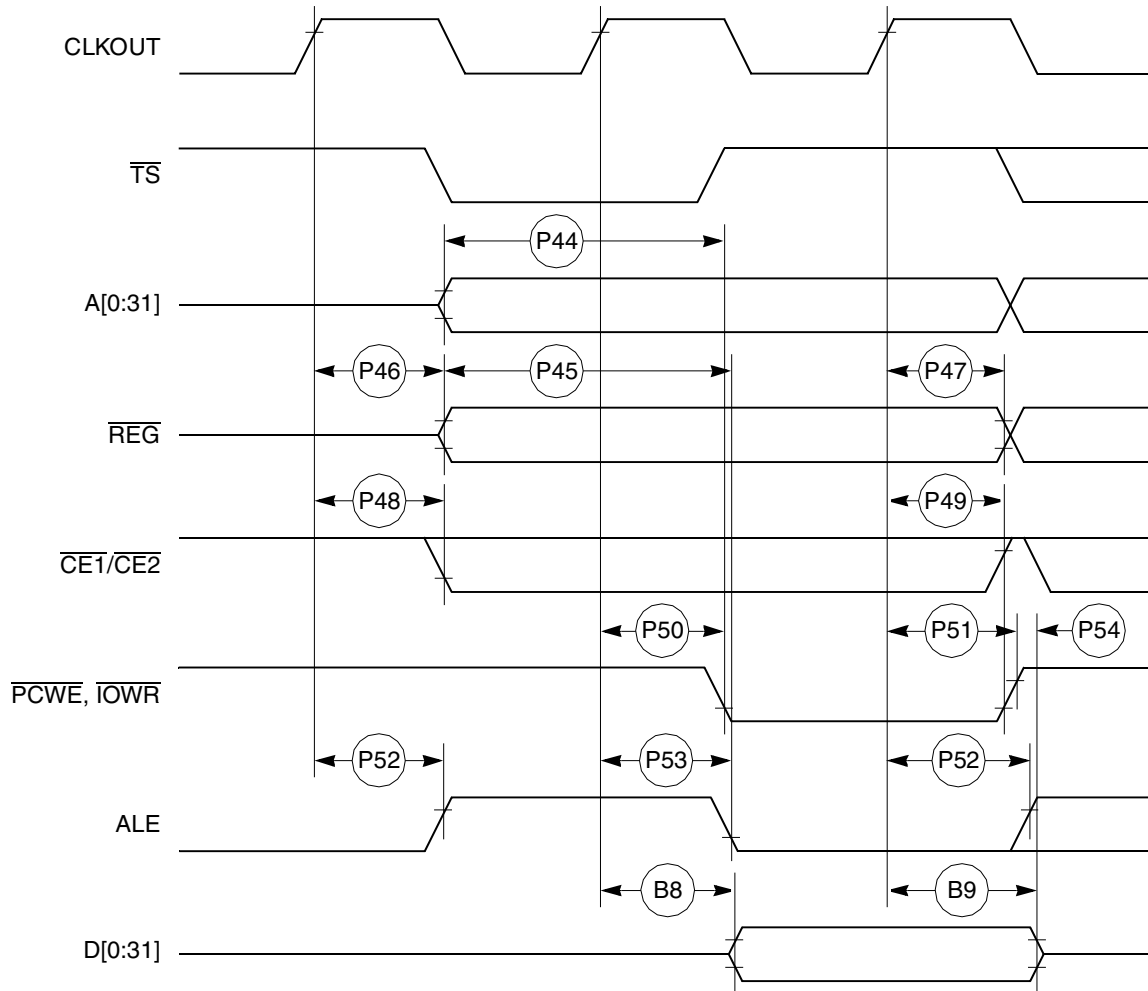 CLKOUT
TS
P44
A[0:31]
P46 P45 P47
REG
P48 P49
CE1/CE2
P50 P51 P54
PCWE, IOWR
P52 P53 P52
ALE
B8 B9
D[0:31]